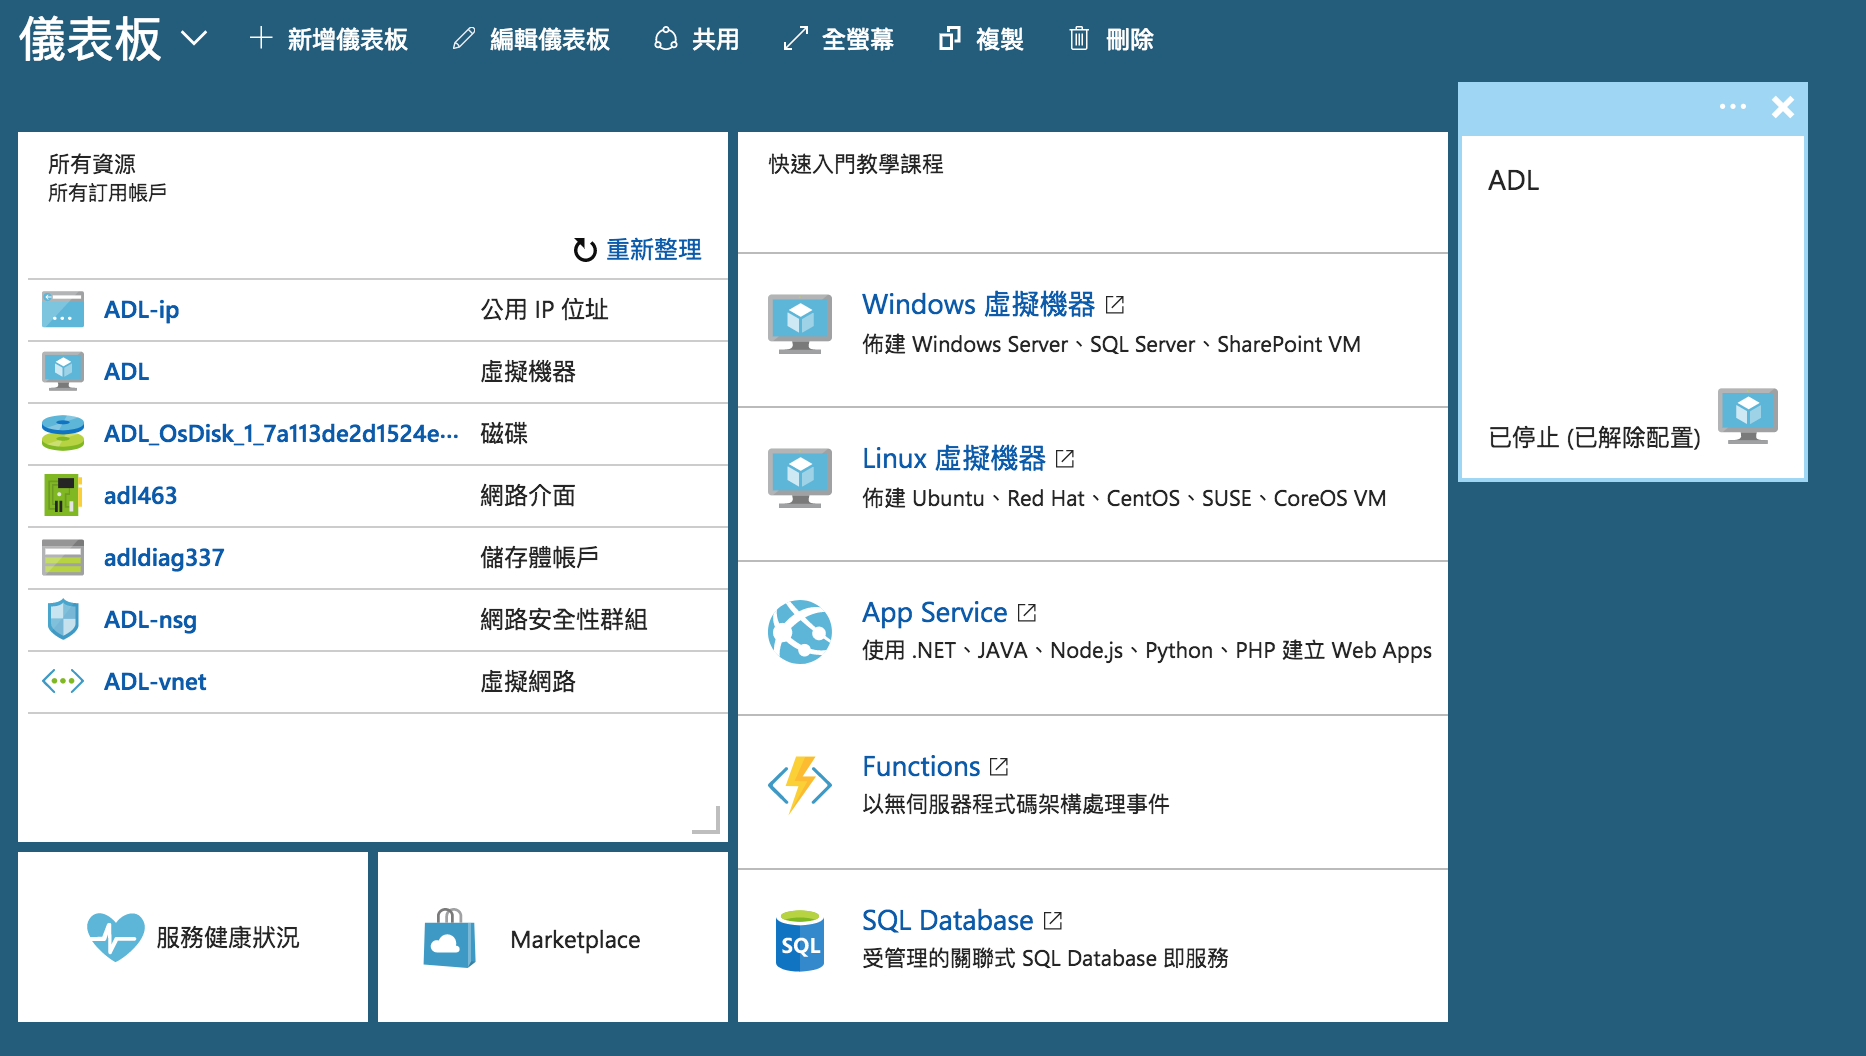 儀表板
新增儀表板
編輯儀表板
共用
全螢幕
複製
刪除
所有資源
所有訂用帳戶
重新整理
ADL-ip 公用 IP 位址
ADL 虛擬機器
ADL_OsDisk_1_7a113de2d1524e··· 磁碟
adl463 網路介面
adldiag337 儲存體帳戶
ADL-nsg 網路安全性群組
ADL-vnet 虛擬網路
服務健康狀況
Marketplace
快速入門教學課程
Windows 虛擬機器
佈建 Windows Server、SQL Server、SharePoint VM
Linux 虛擬機器
佈建 Ubuntu、Red Hat、CentOS、SUSE、CoreOS VM
App Service
使用 .NET、JAVA、Node.js、Python、PHP 建立 Web Apps
Functions
以無伺服器程式碼架構處理事件
SQL
SQL Database
受管理的關聯式 SQL Database 即服務
ADL
已停止 (已解除配置)